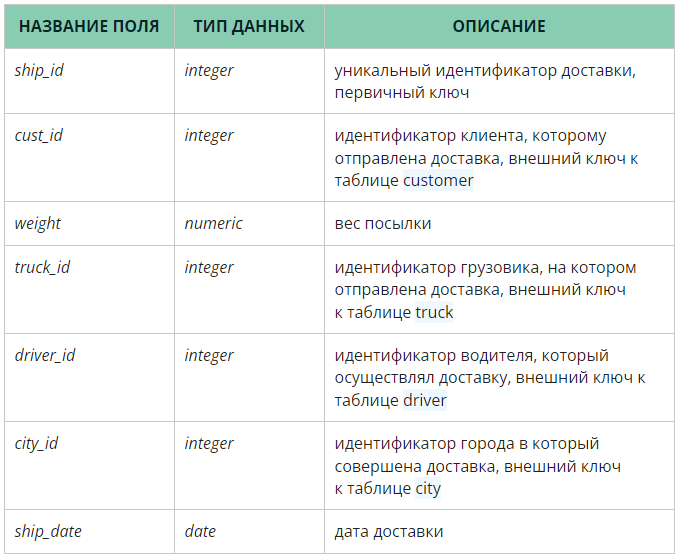 НАЗВАНИЕ ПОЛЯ ТИП ДАННЫХ ОПИСАНИЕ
ship_id integer уникальный идентификатор доставки,
первичный ключ
cust_id integer идентификатор клиента, которому
отправлена доставка, внешний ключ к
таблице customer
weight numeric вес посылки
truck_id integer идентификатор грузовика, на котором
отправлена доставка, внешний ключ
к таблице truck
driver_id integer идентификатор водителя, который
осуществлял доставку, внешний ключ к
таблице driver
city_id integer идентификатор города в который
совершена доставка, внешний ключ
к таблице city
ship_date date дата доставки